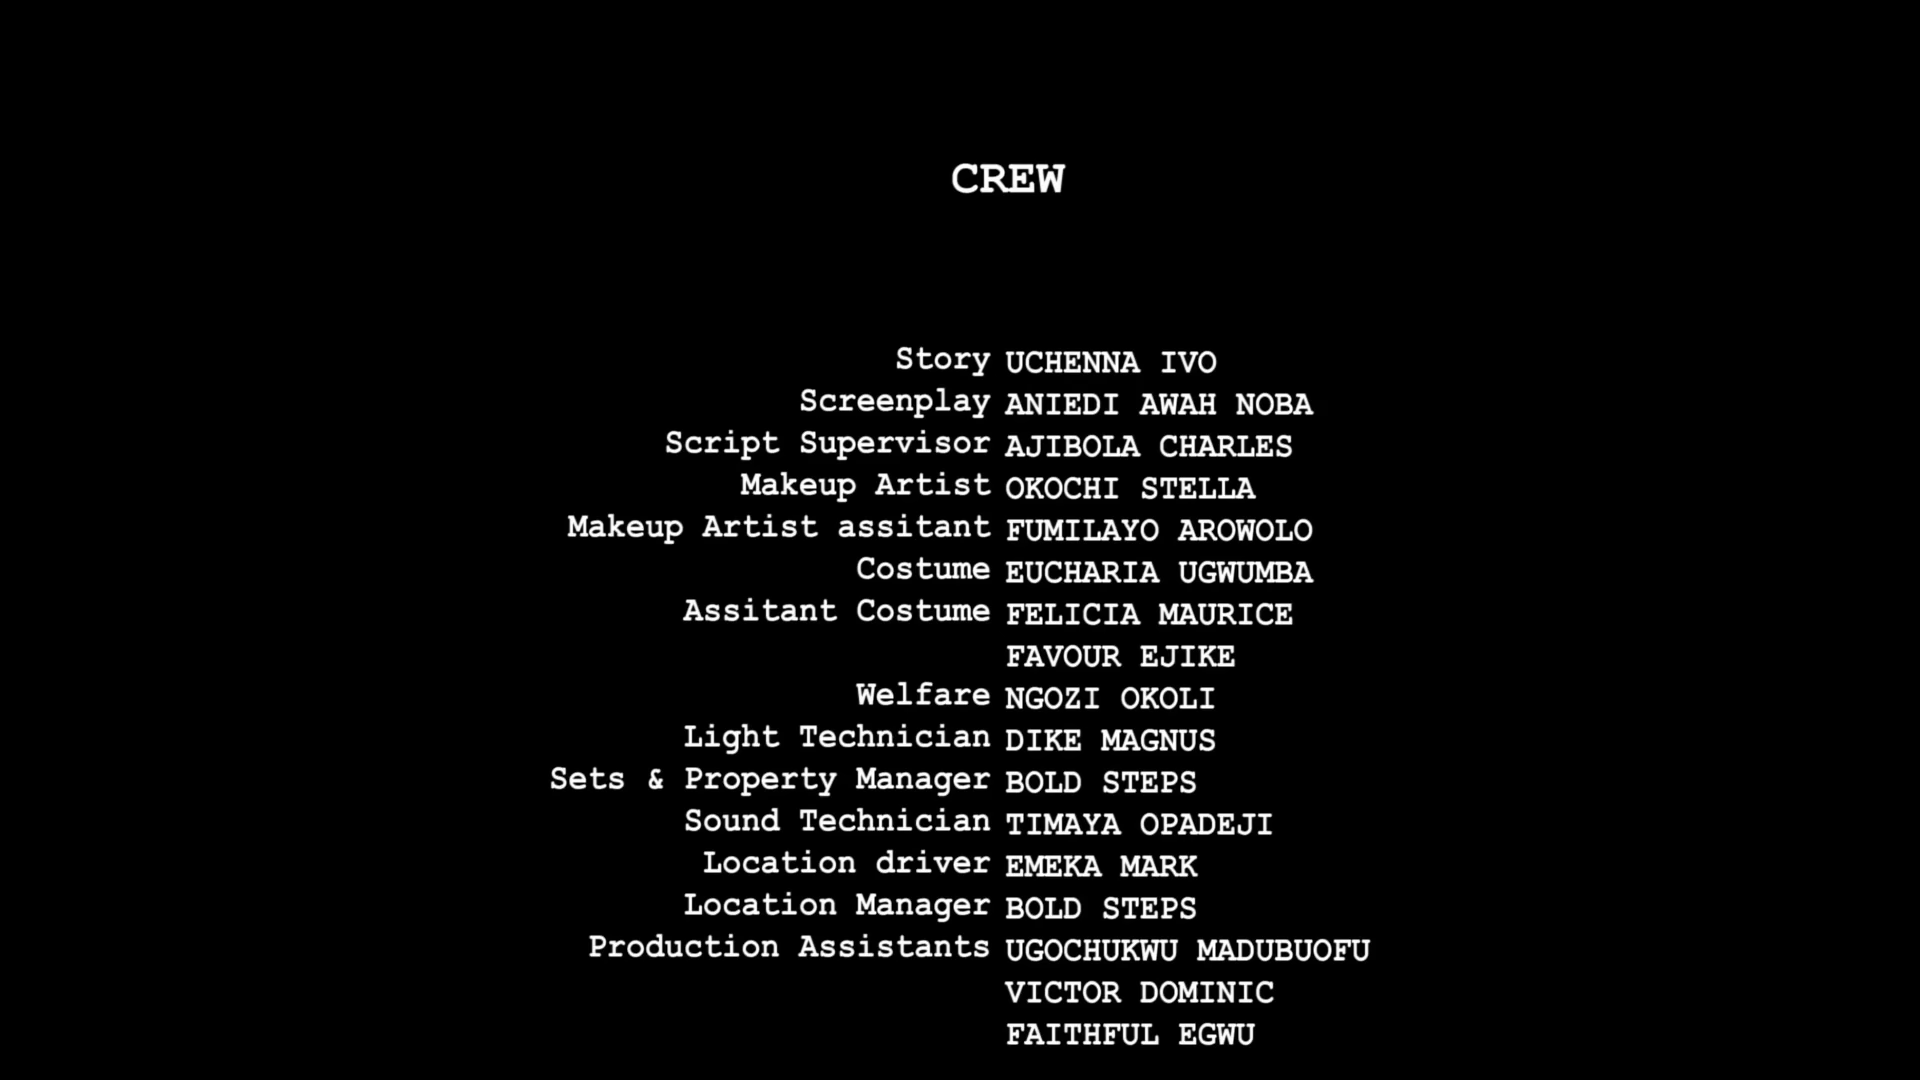 CREW
Story UCHENNA IVO
Screenplay ANIEDI AWAH NOBA
Script Supervisor AJIBOLA CHARLES
Makeup Artist OKOCHI STELLA
Makeup Artist assitant FUMILAYO AROWOLO
Costume EUCHARIA UGWUMBA
Assitant Costume FELICIA MAURICE
FAVOUR EJIKE
Welfare NGOZI OKOLI
Light Technician DIKE MAGNUS
Sets & Property Manager BOLD STEPS
Sound Technician TIMAYA OPADEJI
Location driver EMEKA MARK
Location Manager BOLD STEPS
Production Assistants UGOCHUKWU MADUBUOFU
VICTOR DOMINIC
FAITHFUL EGWU